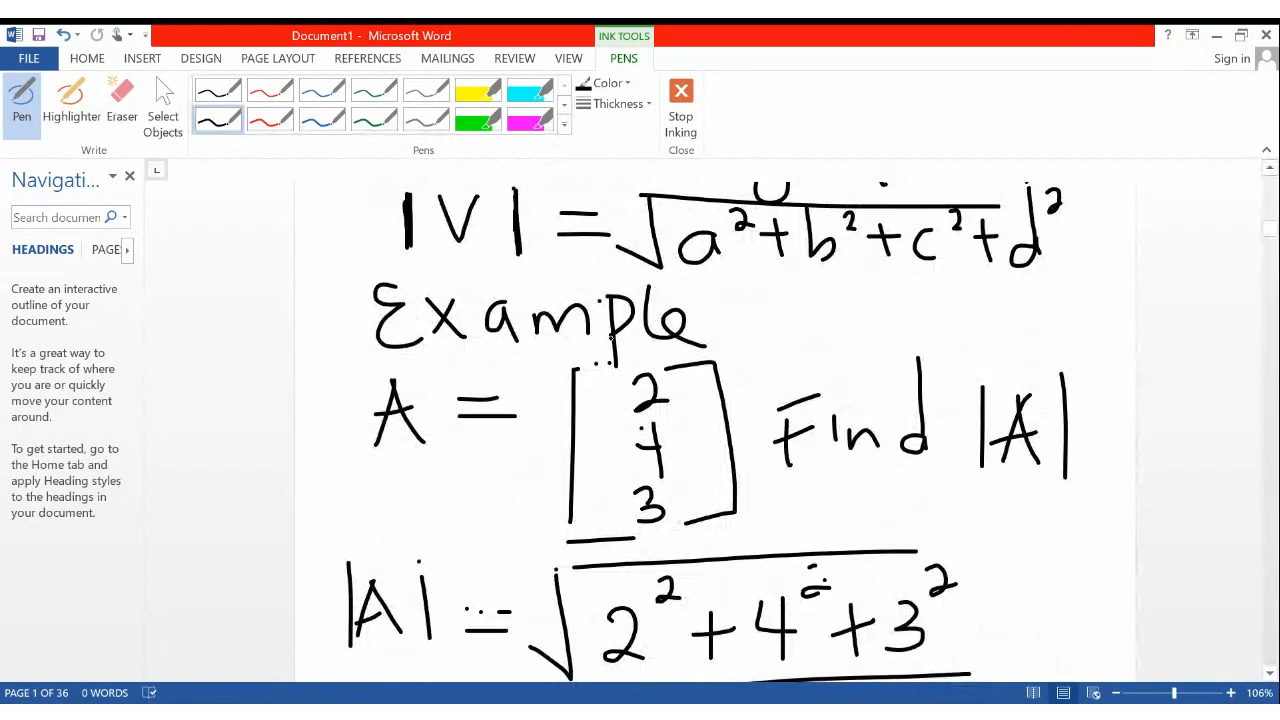 Document1 - Microsoft Word
INK TOOLS
?
FILE HOME INSERT DESIGN PAGE LAYOUT REFERENCES MAILINGS REVIEW VIEW PENS
Sign in
Pen Highlighter Eraser Select Objects
Color
Thickness
Stop Inking
Write Pens Close
Navigati...
Search documen
HEADINGS PAGE
Create an interactive
outline of your
document.
It's a great way to
keep track of where
you are or quickly
move your content
around.
To get started, go to
the Home tab and
apply Heading styles
to the headings in
your document.
|V| = √a²+b²+c²+d²
Example
A = [2 4 3] Find |A|
|A| = √2²+4²+3²
PAGE 1 OF 36 0 WORDS
106%